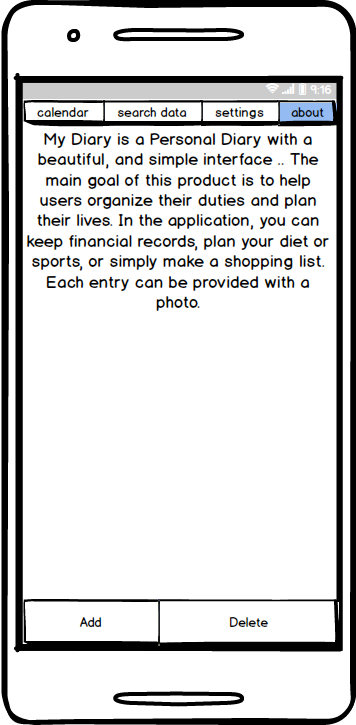 9:16
calendar search data settings about
My Diary is a Personal Diary with a
beautiful, and simple interface .. The
main goal of this product is to help
users organize their duties and plan
their lives. In the application, you can
keep financial records, plan your diet or
sports, or simply make a shopping list.
Each entry can be provided with a
photo.
Add Delete